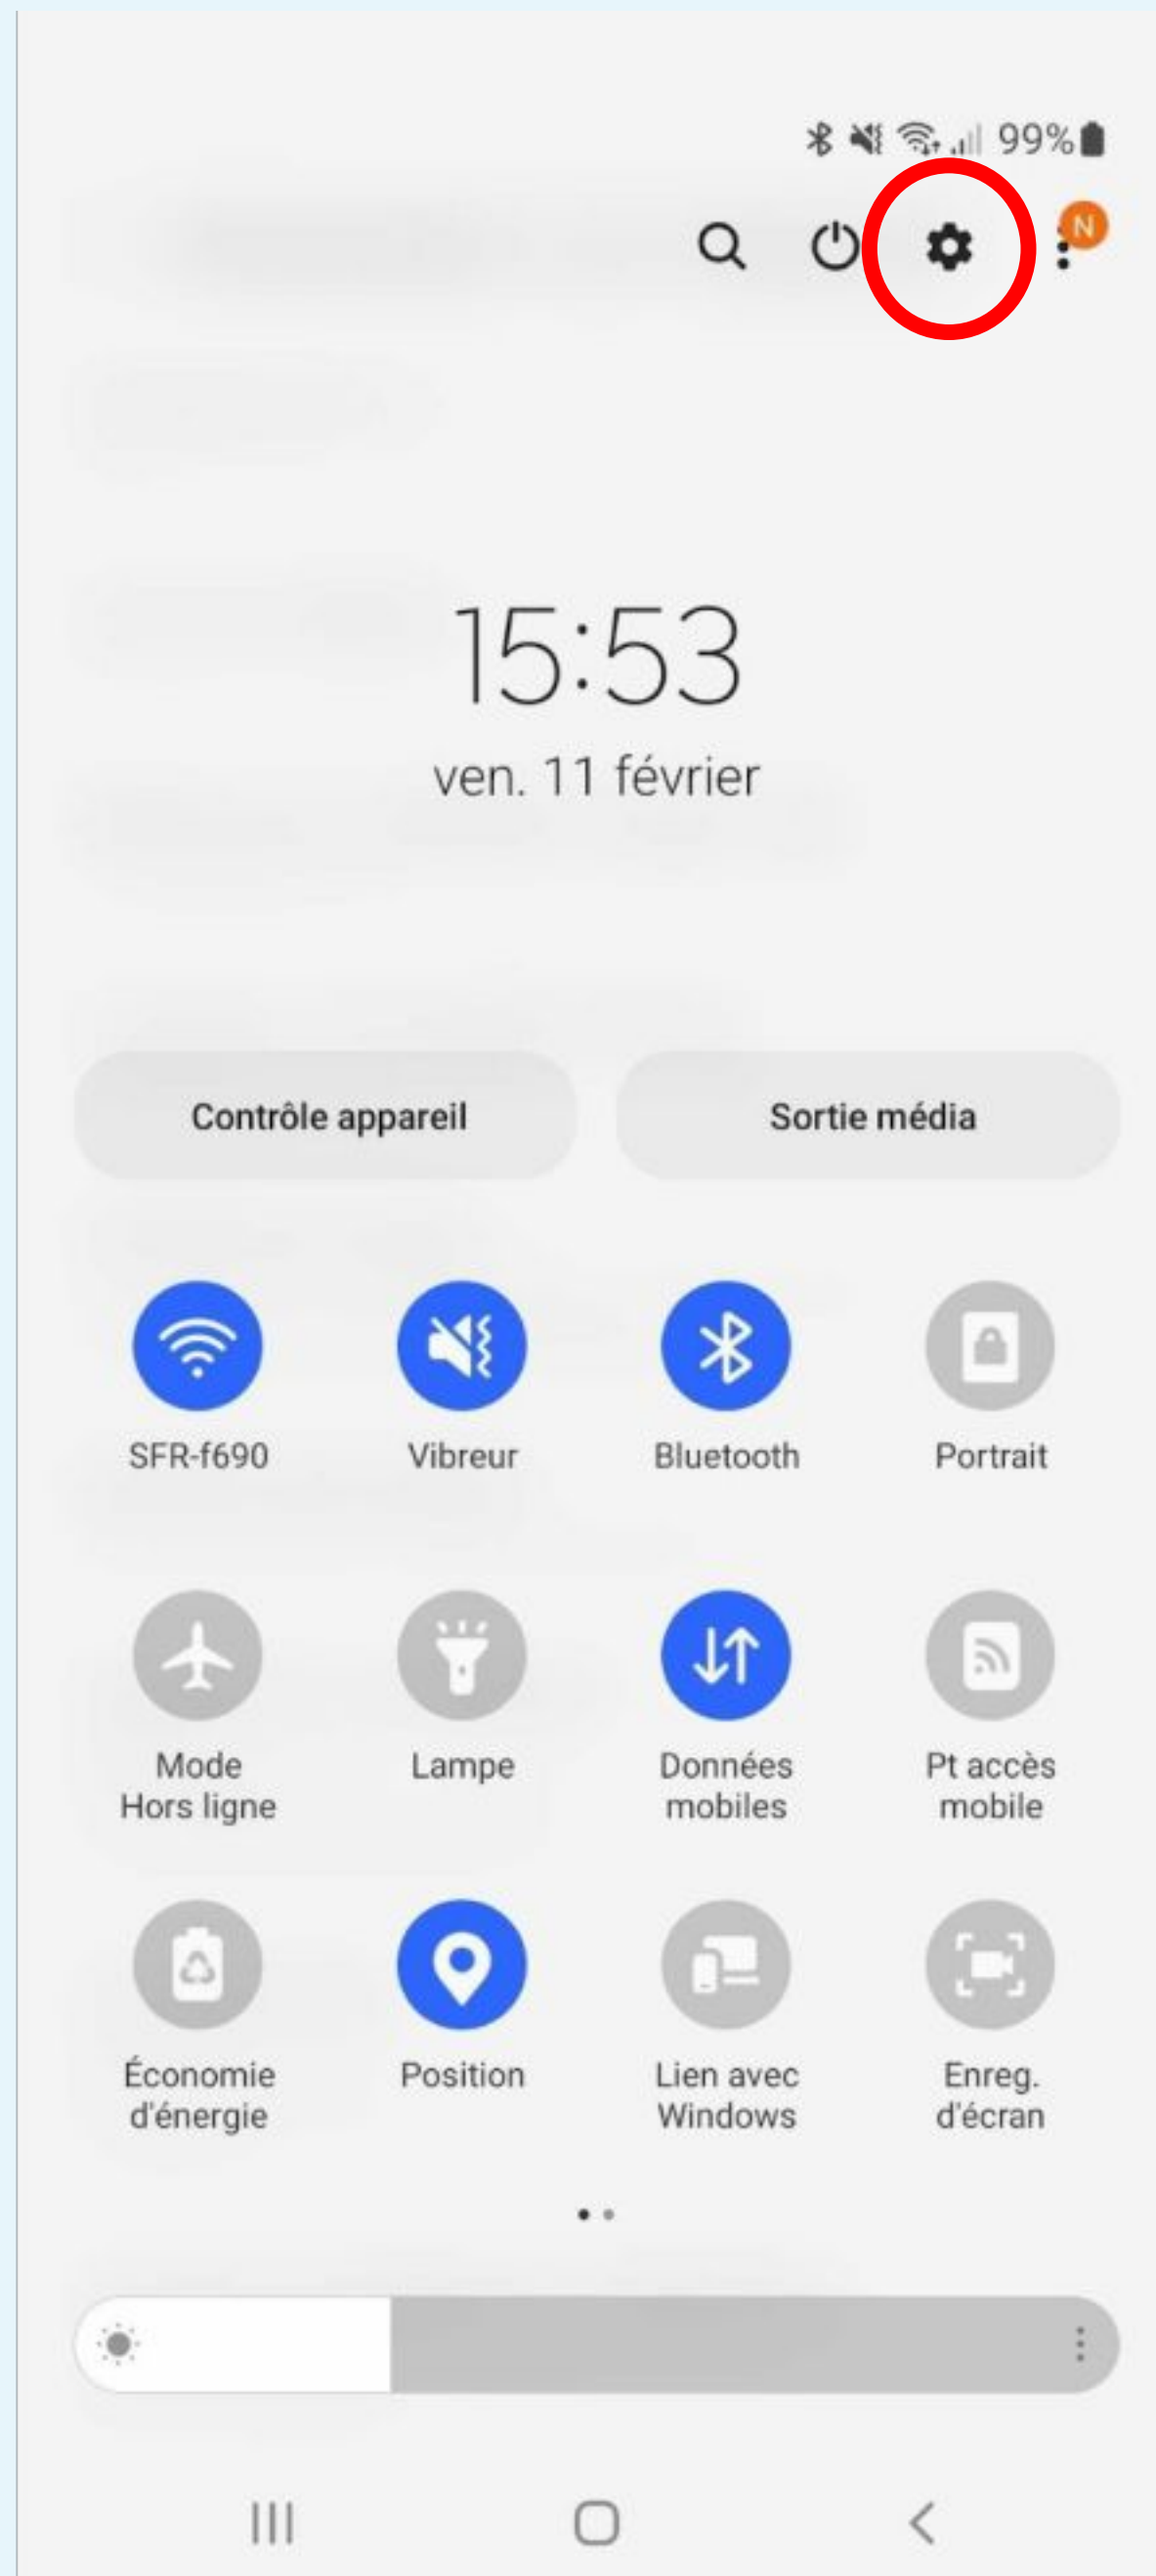 99%
N
15:53
ven. 11 février
Contrôle appareil
Sortie média
SFR-f690
Vibreur
Bluetooth
Portrait
Mode
Hors ligne
Lampe
Données
mobiles
Pt accès
mobile
Économie
d'énergie
Position
Lien avec
Windows
Enreg.
d'écran